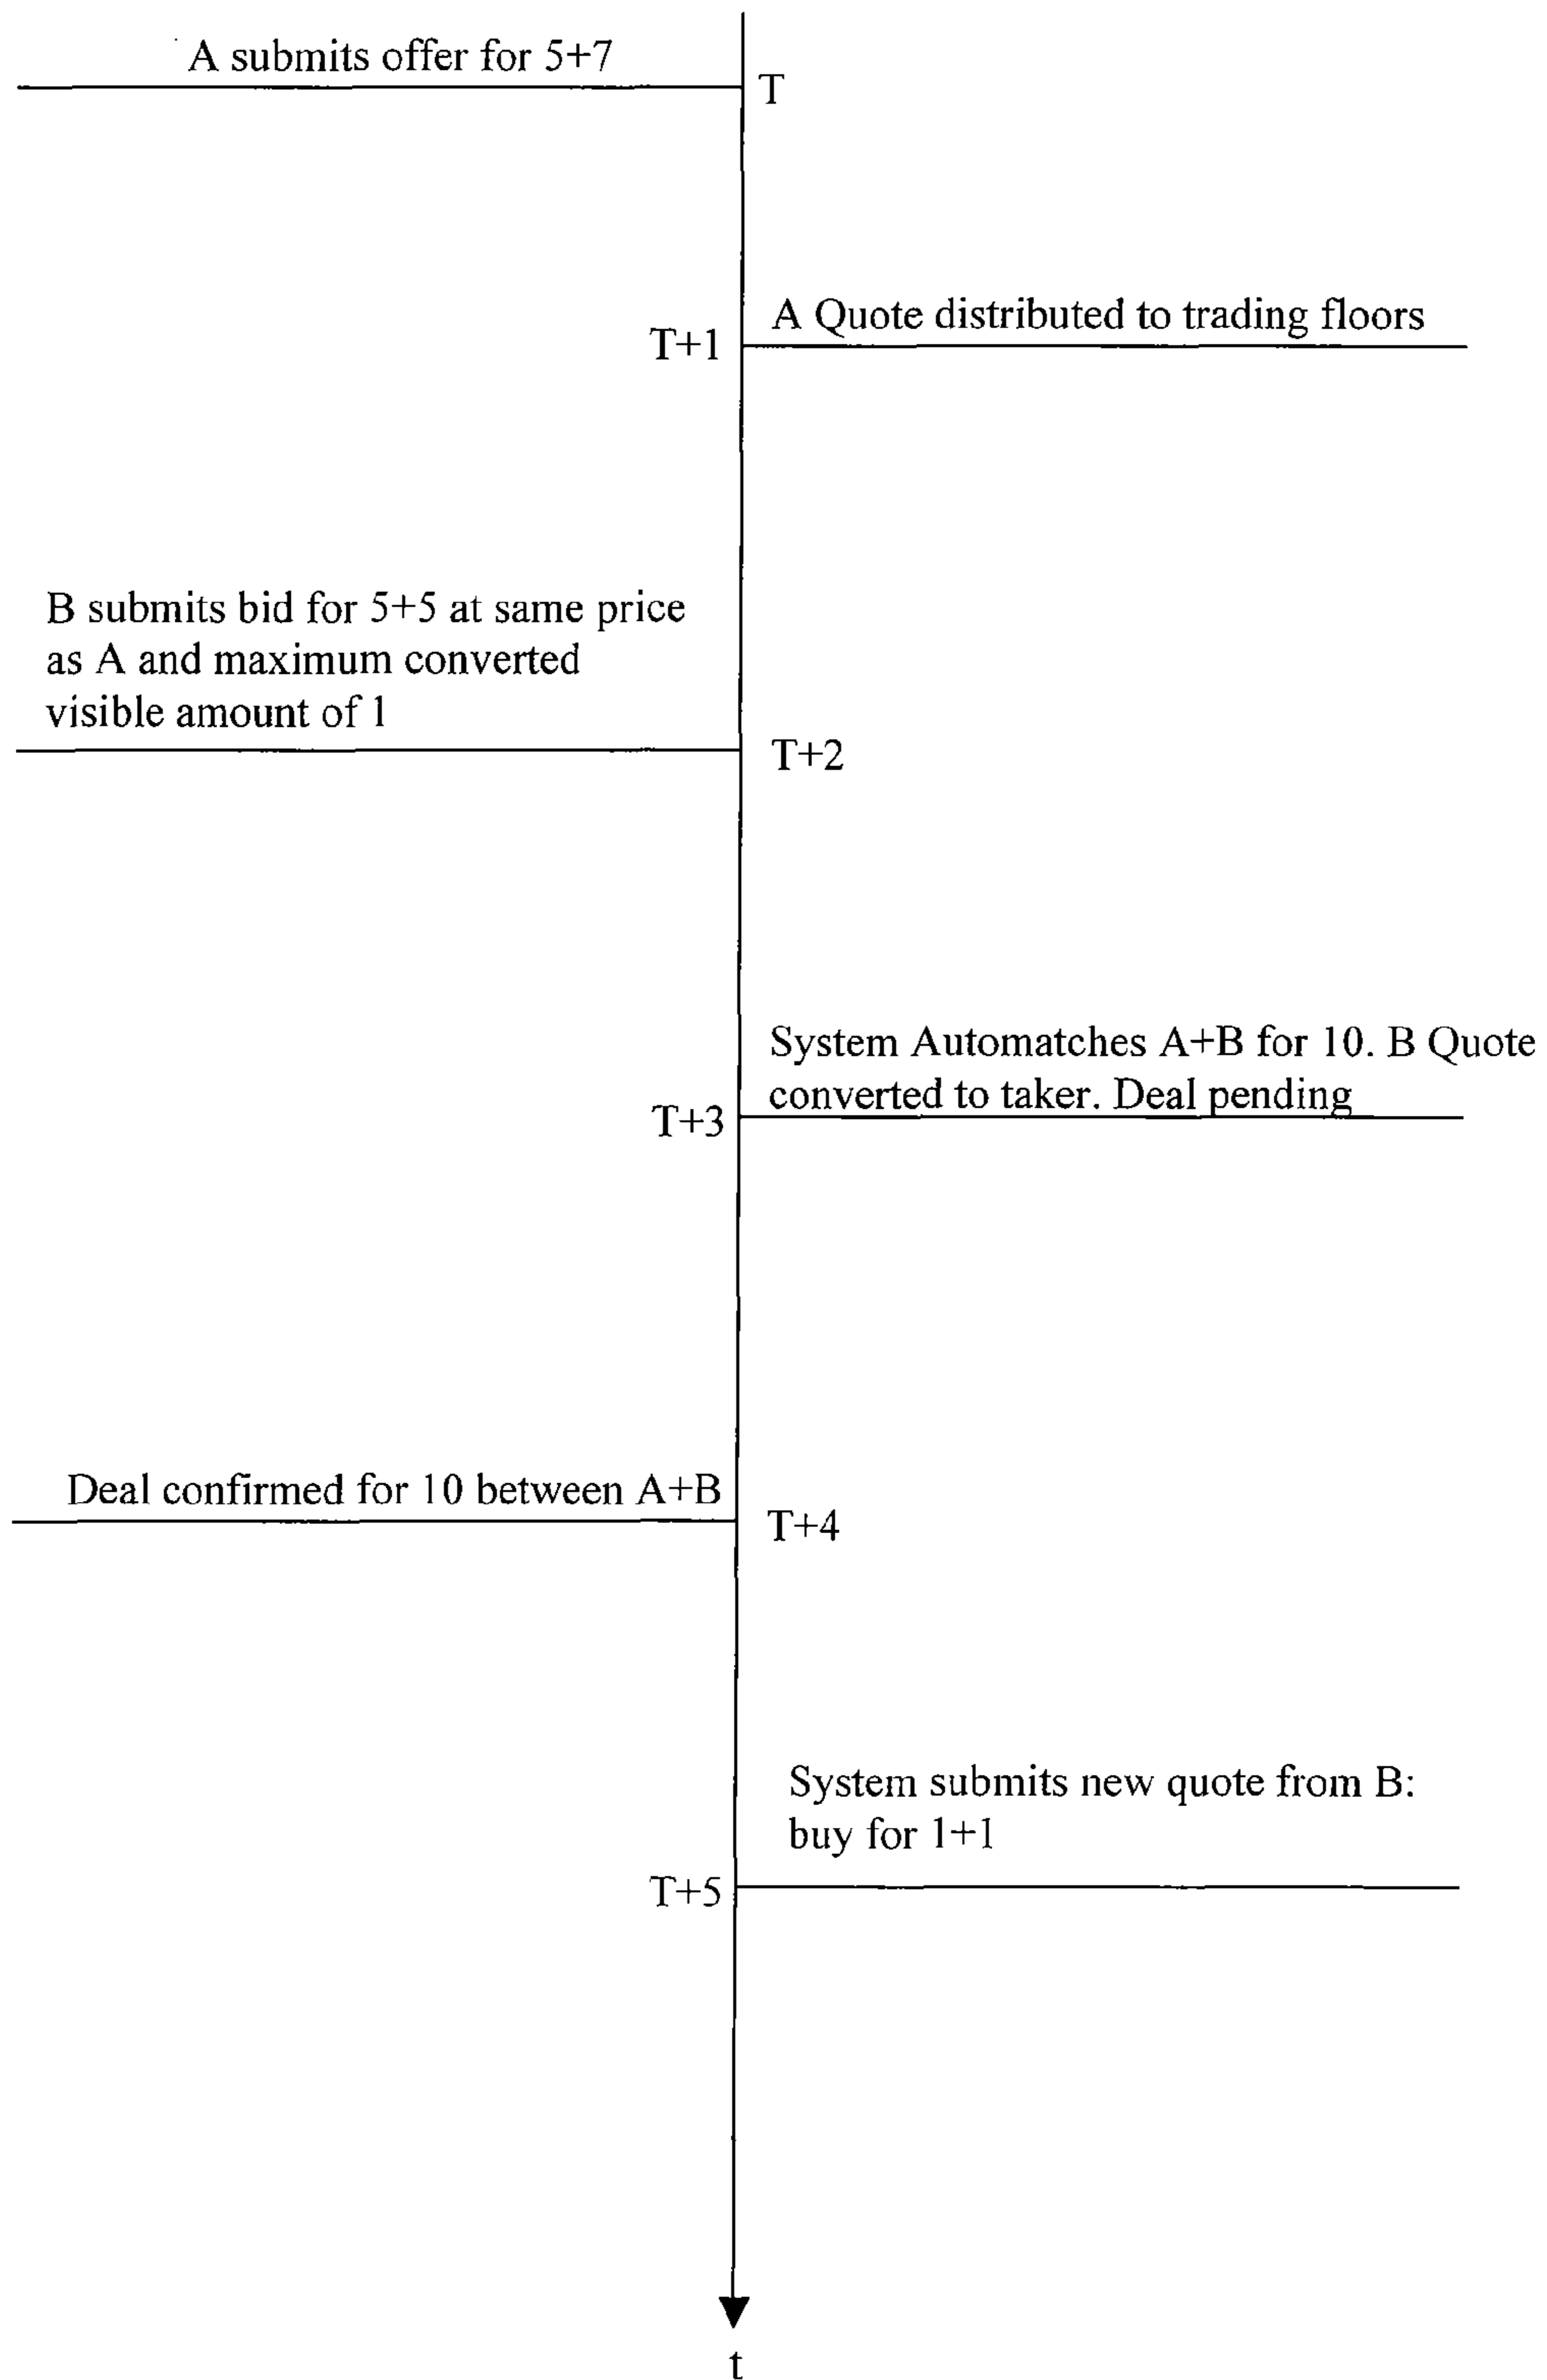 A submits offer for 5+7
T
A Quote distributed to trading floors
T+1
B submits bid for 5+5 at same price
as A and maximum converted
visible amount of 1
T+2
System Automatches A+B for 10. B Quote
converted to taker. Deal pending
T+3
Deal confirmed for 10 between A+B
T+4
System submits new quote from B:
buy for 1+1
T+5
t